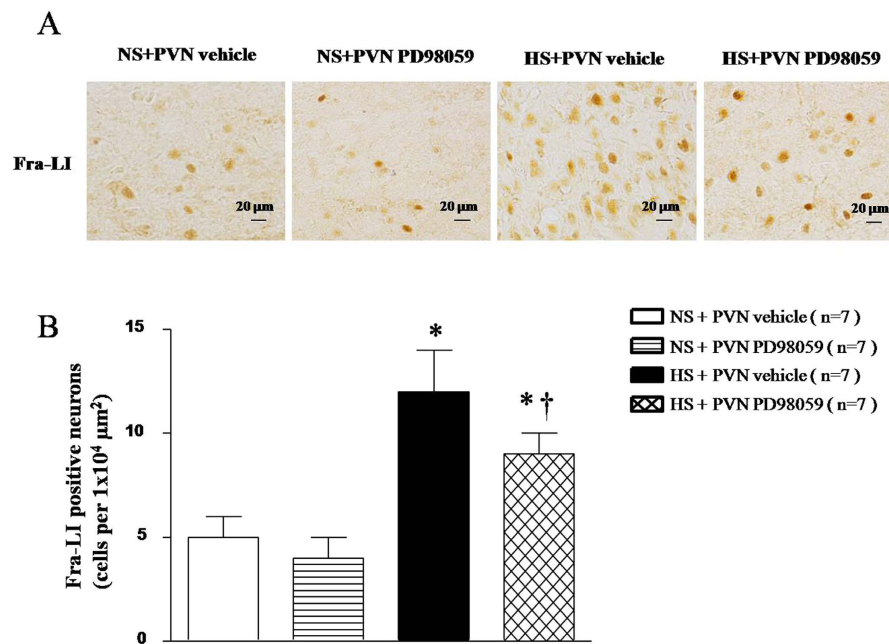 A
NS+PVN vehicle NS+PVN PD98059 HS+PVN vehicle HS+PVN PD98059
Fra-LI
20 µm 20 µm 20 µm 20 µm
B
Fra-LI positive neurons
(cells per 1x10⁴ µm²)
15
10
5
0
*
* †
NS + PVN vehicle ( n=7 )
NS + PVN PD98059 ( n=7 )
HS + PVN vehicle ( n=7 )
HS + PVN PD98059 ( n=7 )